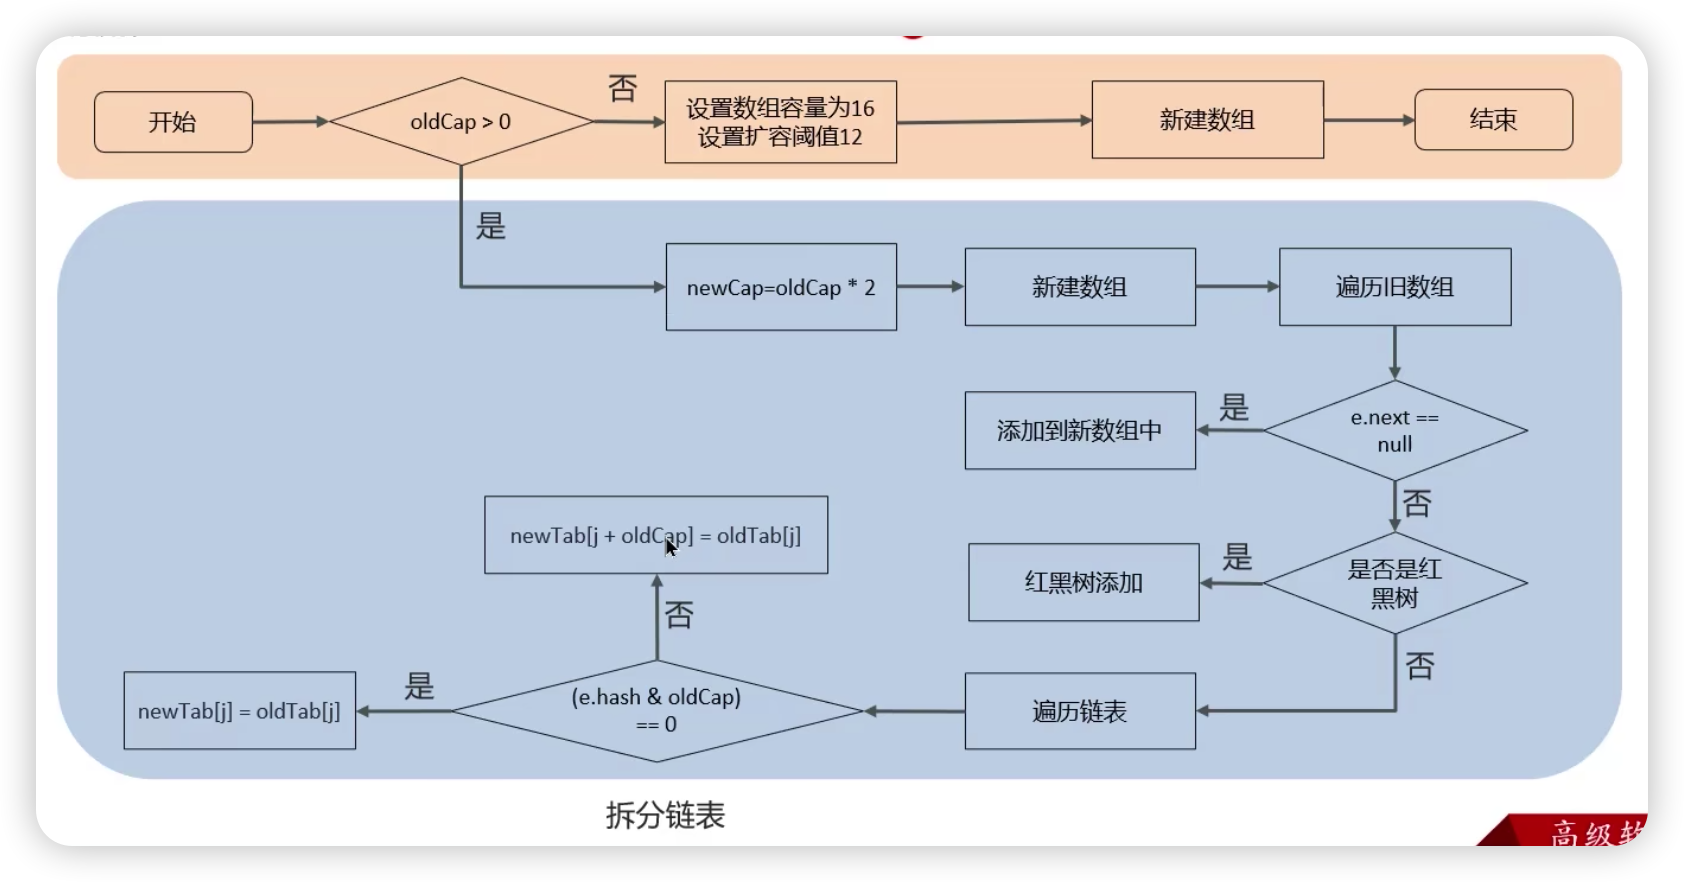 开始
oldCap > 0
否
设置数组容量为16
设置扩容阈值12
新建数组
结束
是
newCap=oldCap * 2
新建数组
遍历旧数组
添加到新数组中
是
e.next ==
null
否
newTab[j + oldCap] = oldTab[j]
红黑树添加
是
是否是红
黑树
否
否
newTab[j] = oldTab[j]
是
(e.hash & oldCap)
== 0
遍历链表
拆分链表
高级软